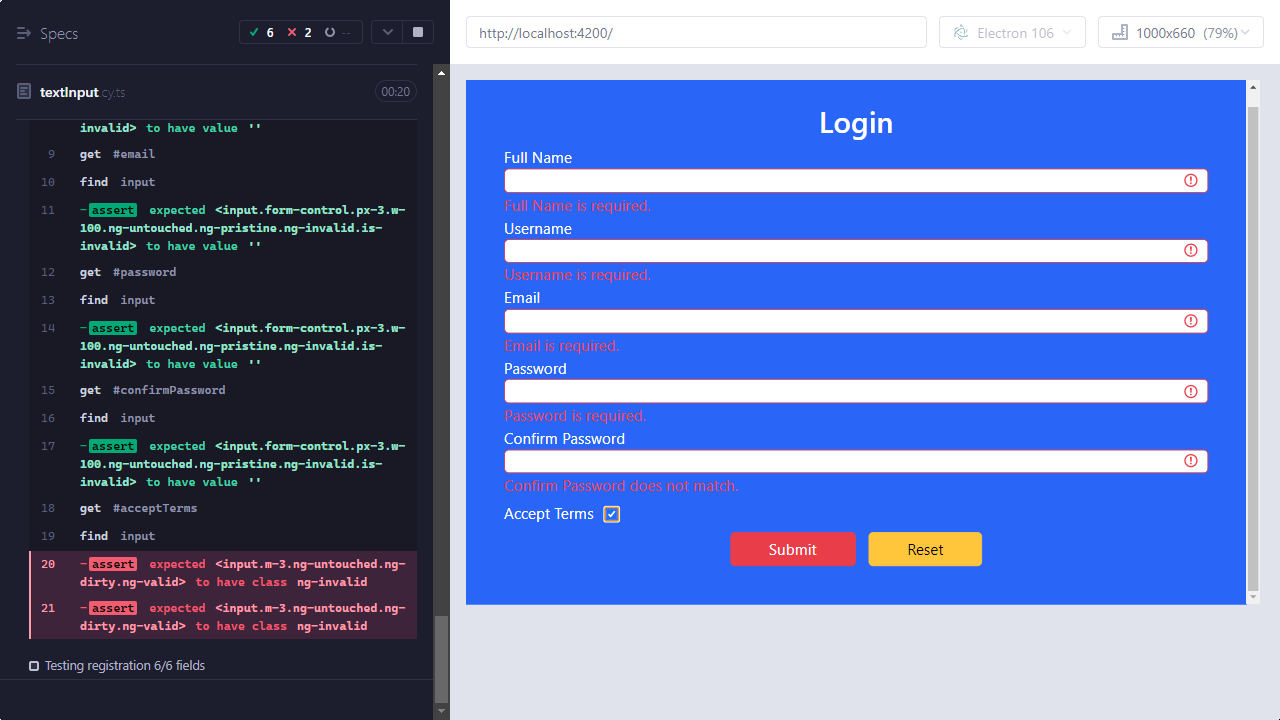 Specs
6
2
--
textInput.cy.ts
00:20
invalid> to have value ''
9 get #email
10 find input
11 -assert expected <input.form-control.px-3.w-
100.ng-untouched.ng-pristine.ng-invalid.is-
invalid> to have value ''
12 get #password
13 find input
14 -assert expected <input.form-control.px-3.w-
100.ng-untouched.ng-pristine.ng-invalid.is-
invalid> to have value ''
15 get #confirmPassword
16 find input
17 -assert expected <input.form-control.px-3.w-
100.ng-untouched.ng-pristine.ng-invalid.is-
invalid> to have value ''
18 get #acceptTerms
19 find input
20 -assert expected <input.m-3.ng-untouched.ng-
dirty.ng-valid> to have class ng-invalid
21 -assert expected <input.m-3.ng-untouched.ng-
dirty.ng-valid> to have class ng-invalid
Testing registration 6/6 fields
http://localhost:4200/
Electron 106
1000x660 (79%)
Login
Full Name
Full Name is required.
Username
Username is required.
Email
Email is required.
Password
Password is required.
Confirm Password
Confirm Password does not match.
Accept Terms
Submit
Reset